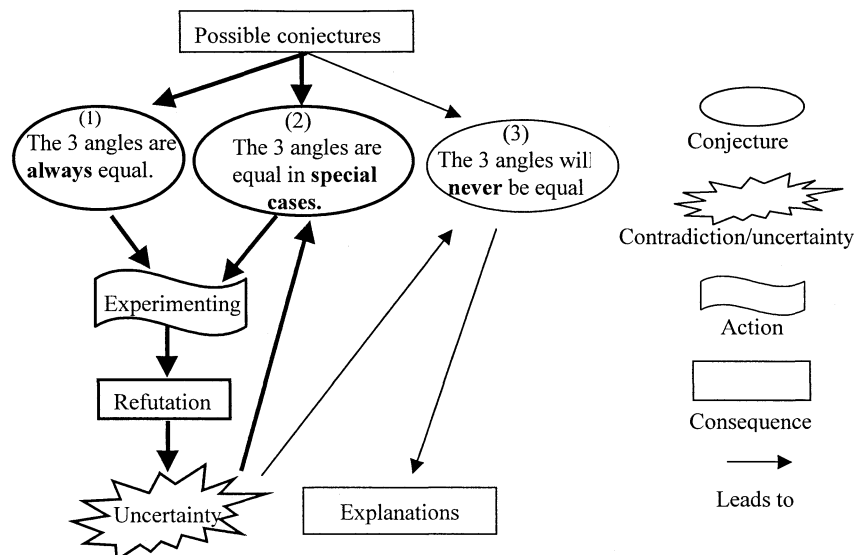 Possible conjectures
(1)
The 3 angles are
always equal.
(2)
The 3 angles are
equal in special
cases.
(3)
The 3 angles will
never be equal
Experimenting
Refutation
Uncertainty
Explanations
Conjecture
Contradiction/uncertainty
Action
Consequence
Leads to